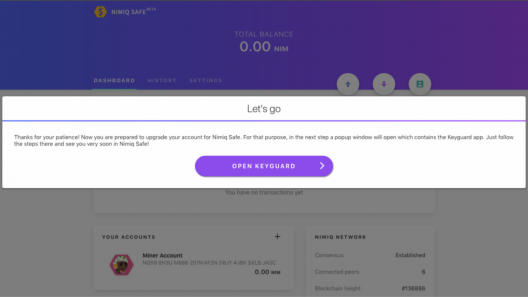 NIMIQ SAFE BETA
TOTAL BALANCE
0.00 NIM
DASHBOARD HISTORY SETTINGS
Let's go
Thanks for your patience! Now you are prepared to upgrade your account for Nimiq Safe. For that purpose, in the next step a popup window will open which contains the Keyguard app. Just follow
the steps there and see you very soon in Nimiq Safe!
OPEN KEYGUARD
You have no transactions yet
YOUR ACCOUNTS +
NIMIQ NETWORK
Miner Account
0.00 NIM
Consensus Established
Connected peers 6
Blockchain height #136888